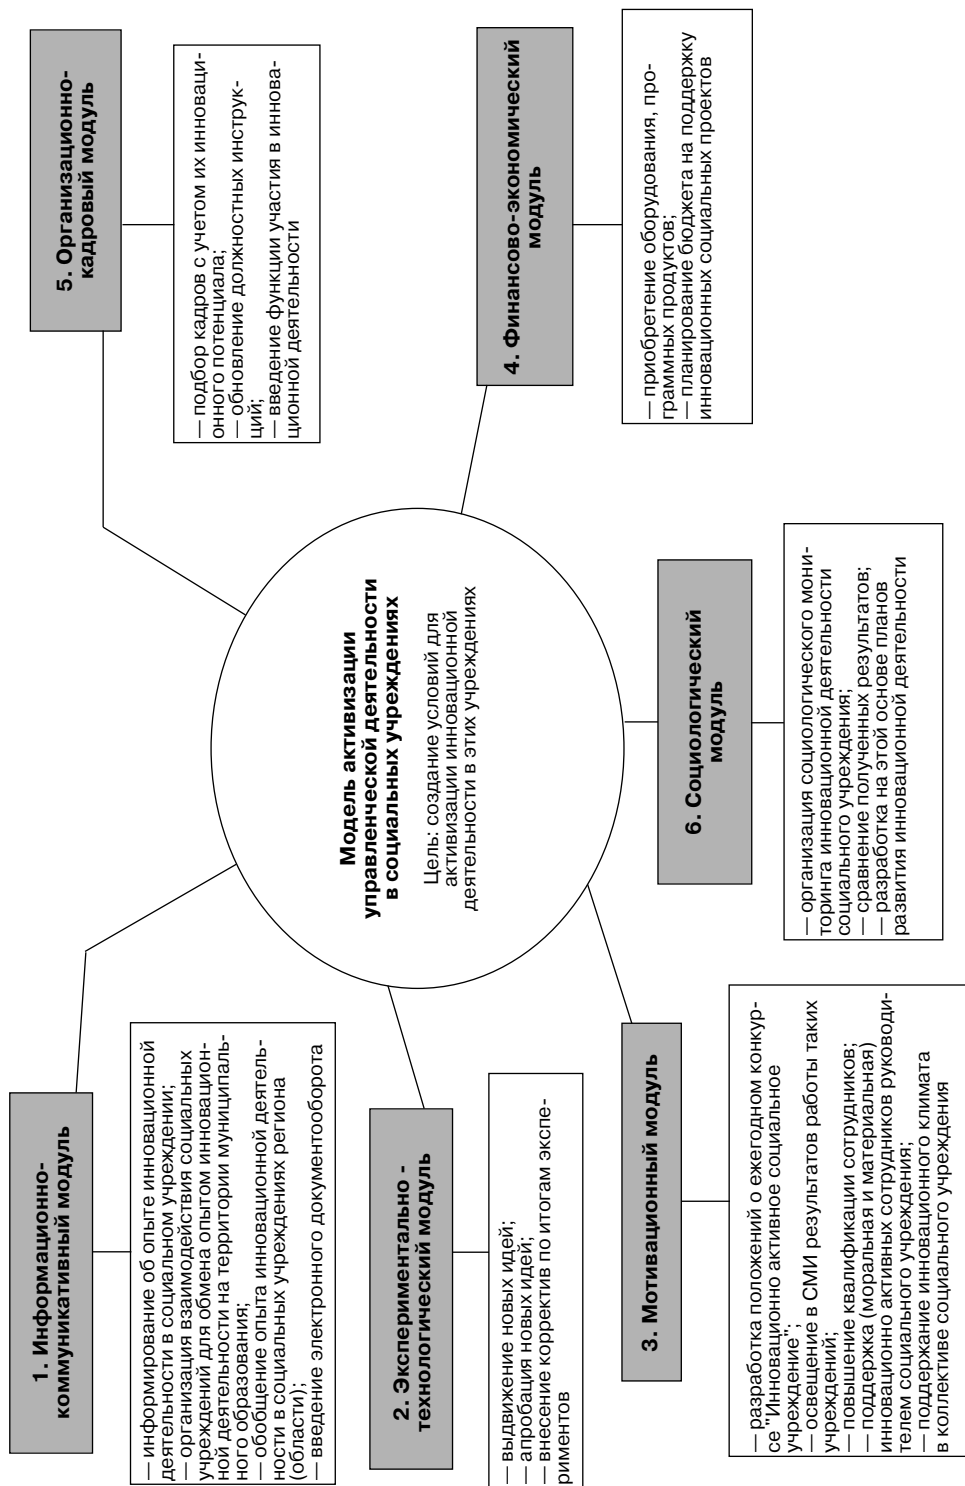 1. Информационно-
коммуникативный модуль
— информирование об опыте инновационной
деятельности в социальном учреждении;
— организация взаимодействия социальных
учреждений для обмена опытом инновацион-
ной деятельности на территории муниципаль-
ного образования;
— обобщение опыта инновационной деятель-
ности в социальных учреждениях региона
(области);
— введение электронного документооборота
5. Организационно-
кадровый модуль
— подбор кадров с учетом их инноваци-
онного потенциала;
— обновление должностных инструк-
ций;
— введение функции участия в иннова-
ционной деятельности
Модель активизации
управленческой деятельности
в социальных учреждениях
Цель: создание условий для
активизации инновационной
деятельности в этих учреждениях
2. Экспериментально -
технологический модуль
— выдвижение новых идей;
— апробация новых идей;
— внесение корректив по итогам экспе-
риментов
4. Финансово-экономический
модуль
— приобретение оборудования, про-
граммных продуктов;
— планирование бюджета на поддержку
инновационных социальных проектов
3. Мотивационный модуль
— разработка положений о ежегодном конкур-
се "Инновационно активное социальное
учреждение";
— освещение в СМИ результатов работы таких
учреждений;
— повышение квалификации сотрудников;
— поддержка (моральная и материальная)
инновационно активных сотрудников руководи-
телем социального учреждения;
— поддержание инновационного климата
в коллективе социального учреждения
6. Социологический
модуль
— организация социологического мони-
торинга инновационной деятельности
социального учреждения;
— сравнение полученных результатов;
— разработка на этой основе планов
развития инновационной деятельности